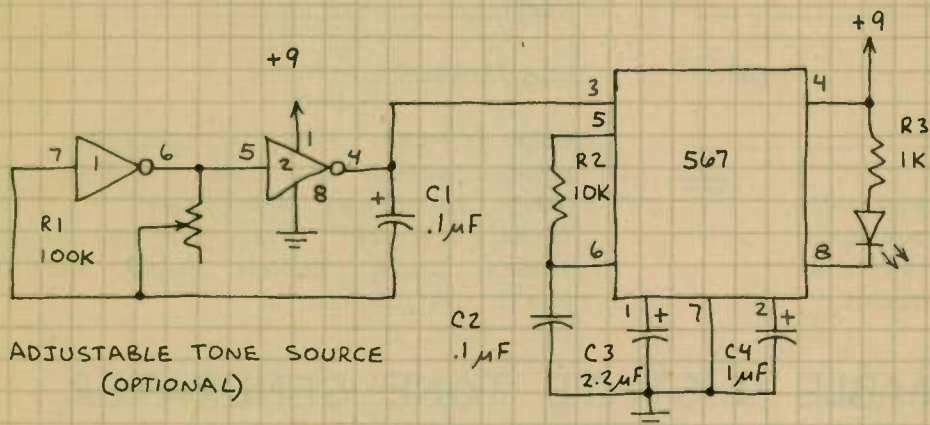 +9
+9
3
4
5
R3
1K
7
1
6
5
2
1
4
8
R2
10K
567
+
C1
.1μF
R1
100K
6
8
C2
.1μF
1
+
7
2
+
C3
2.2μF
C4
1μF
ADJUSTABLE TONE SOURCE
(OPTIONAL)